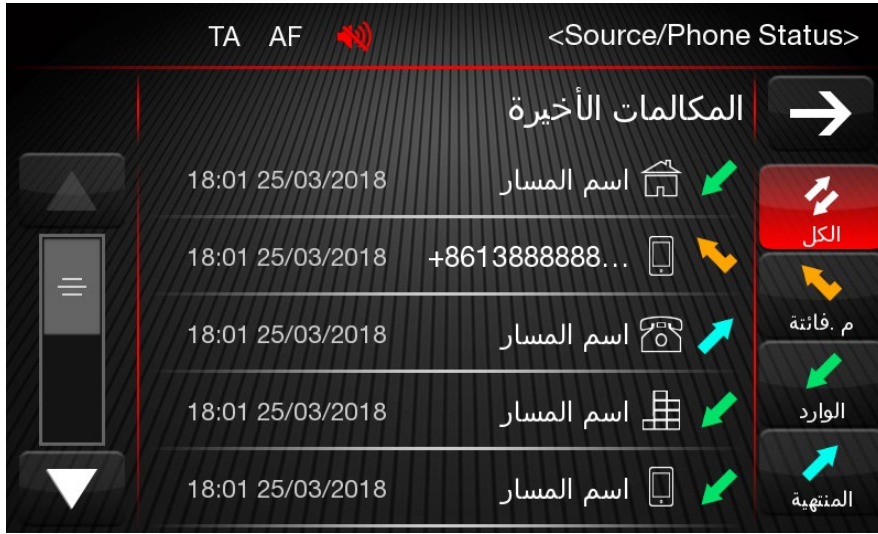 TA AF <Source/Phone Status>
المكالمات الأخيرة
اسم المسار 18:01 25/03/2018
+8613888888... 18:01 25/03/2018
اسم المسار 18:01 25/03/2018
اسم المسار 18:01 25/03/2018
اسم المسار 18:01 25/03/2018
الكل
م .فائتة
الوارد
المنتهية